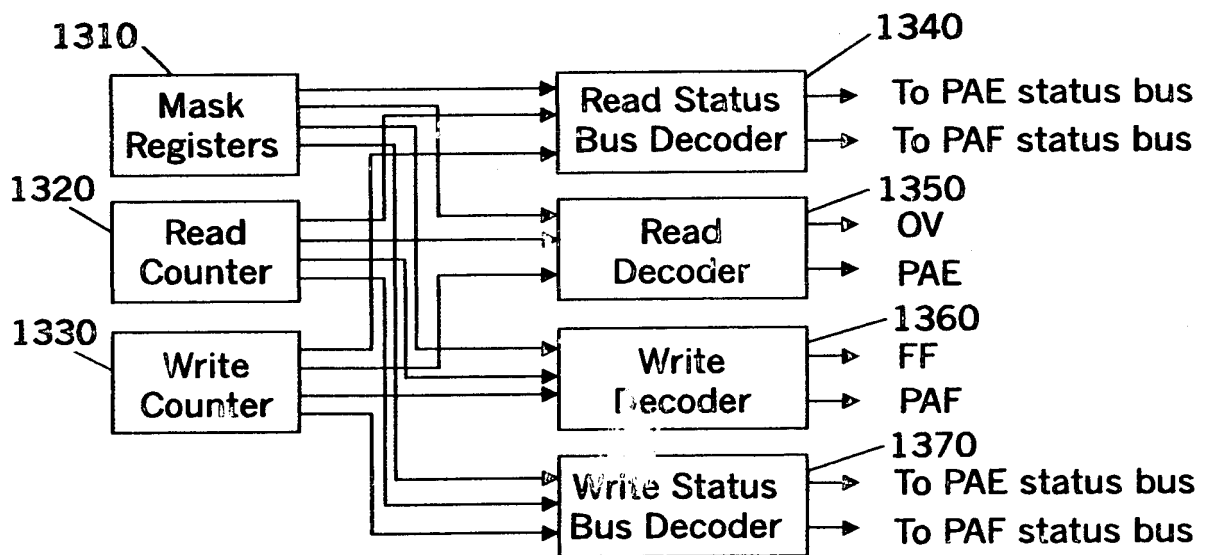 1310
Mask
Registers
1320
Read
Counter
1330
Write
Counter
1340
Read Status
Bus Decoder
To PAE status bus
To PAF status bus
1350
Read
Decoder
OV
PAE
1360
Write
Decoder
FF
PAF
1370
Write Status
Bus Decoder
To PAE status bus
To PAF status bus